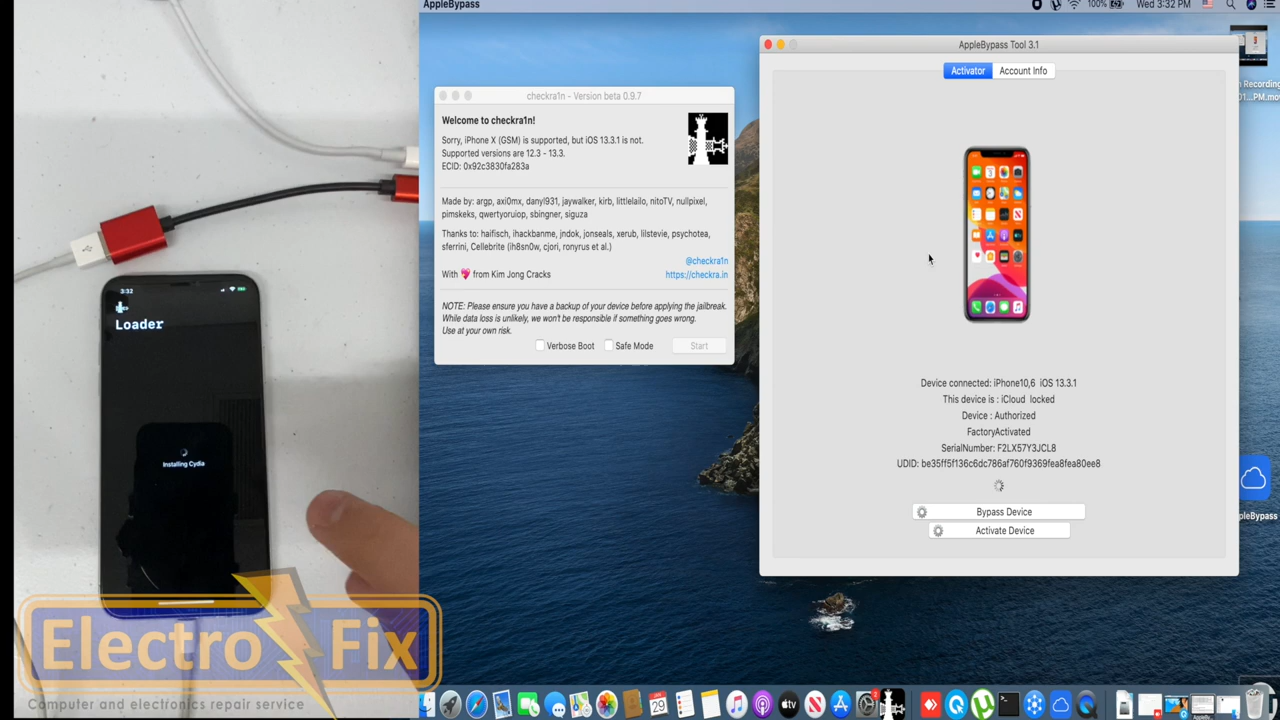 AppleBypass
100%
Wed 3:32 PM
AppleBypass Tool 3.1
Activator
Account Info
Recording
PM.mov
checkra1n - Version beta 0.9.7
Welcome to checkra1n!
Sorry, iPhone X (GSM) is supported, but iOS 13.3.1 is not.
Supported versions are 12.3 - 13.3.
ECID: 0x92c3830fa283a
Made by: argp, axi0mx, danyl931, jaywalker, kirb, littlelailo, nitoTV, nullpixel,
pimskeks, qwertyoruiop, sbingner, siguza
Thanks to: haifisch, ihackbanme, jndok, jonseals, xerub, lilstevie, psychotea,
sferrini, Cellebrite (ih8sn0w, cjori, ronyrus et al.)
@checkra1n
With 💖 from Kim Jong Cracks
https://checkra.in
NOTE: Please ensure you have a backup of your device before applying the jailbreak.
While data loss is unlikely, we won't be responsible if something goes wrong.
Use at your own risk.
Verbose Boot
Safe Mode
Start
3:32
Loader
Installing Cydia
Device connected: iPhone10,6 iOS 13.3.1
This device is : iCloud locked
Device : Authorized
FactoryActivated
SerialNumber: F2LX57Y3JCL8
UDID: be35ff5f136c6dc786af760f9369fea8fea80ee8
Bypass Device
Activate Device
pleBypass
Electro Fix
Computer and electronics repair service
29